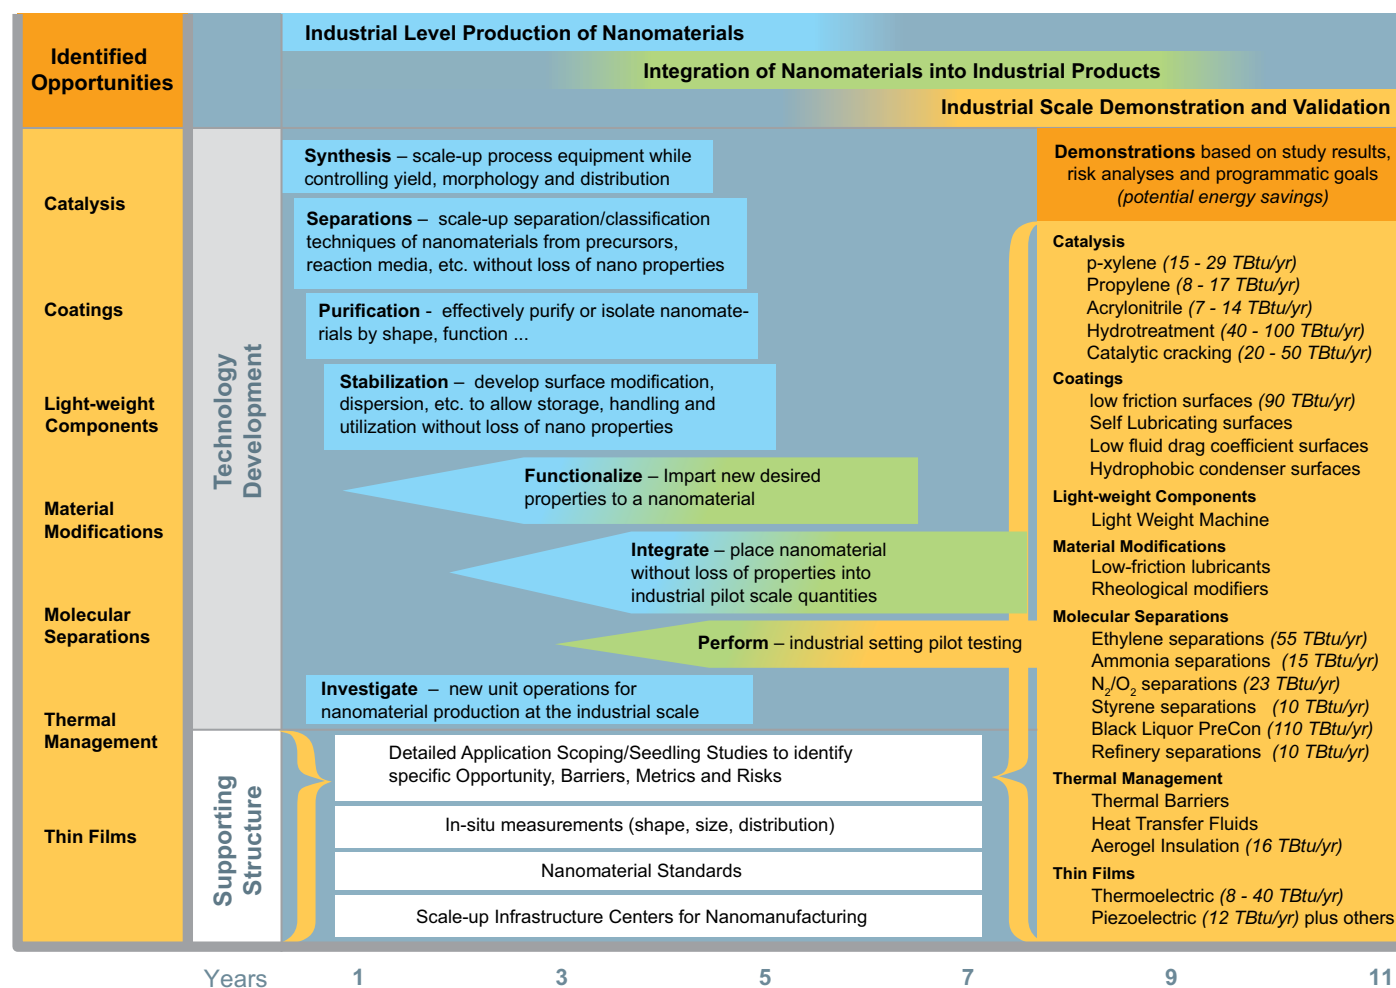 Identified
Opportunities
Industrial Level Production of Nanomaterials
Integration of Nanomaterials into Industrial Products
Industrial Scale Demonstration and Validation
Catalysis
Coatings
Light-weight
Components
Material
Modifications
Molecular
Separations
Thermal
Management
Thin Films
Technology
Development
Supporting
Structure
Synthesis – scale-up process equipment while
controlling yield, morphology and distribution
Separations – scale-up separation/classification
techniques of nanomaterials from precursors,
reaction media, etc. without loss of nano properties
Purification - effectively purify or isolate nanomate-
rials by shape, function ...
Stabilization – develop surface modification,
dispersion, etc. to allow storage, handling and
utilization without loss of nano properties
Functionalize – Impart new desired
properties to a nanomaterial
Integrate – place nanomaterial
without loss of properties into
industrial pilot scale quantities
Perform – industrial setting pilot testing
Investigate – new unit operations for
nanomaterial production at the industrial scale
Detailed Application Scoping/Seedling Studies to identify
specific Opportunity, Barriers, Metrics and Risks
In-situ measurements (shape, size, distribution)
Nanomaterial Standards
Scale-up Infrastructure Centers for Nanomanufacturing
Demonstrations based on study results,
risk analyses and programmatic goals
(potential energy savings)
Catalysis
p-xylene (15 - 29 TBtu/yr)
Propylene (8 - 17 TBtu/yr)
Acrylonitrile (7 - 14 TBtu/yr)
Hydrotreatment (40 - 100 TBtu/yr)
Catalytic cracking (20 - 50 TBtu/yr)
Coatings
low friction surfaces (90 TBtu/yr)
Self Lubricating surfaces
Low fluid drag coefficient surfaces
Hydrophobic condenser surfaces
Light-weight Components
Light Weight Machine
Material Modifications
Low-friction lubricants
Rheological modifiers
Molecular Separations
Ethylene separations (55 TBtu/yr)
Ammonia separations (15 TBtu/yr)
N₂/O₂ separations (23 TBtu/yr)
Styrene separations (10 TBtu/yr)
Black Liquor PreCon (110 TBtu/yr)
Refinery separations (10 TBtu/yr)
Thermal Management
Thermal Barriers
Heat Transfer Fluids
Aerogel Insulation (16 TBtu/yr)
Thin Films
Thermoelectric (8 - 40 TBtu/yr)
Piezoelectric (12 TBtu/yr) plus others
Years 1 3 5 7 9 11